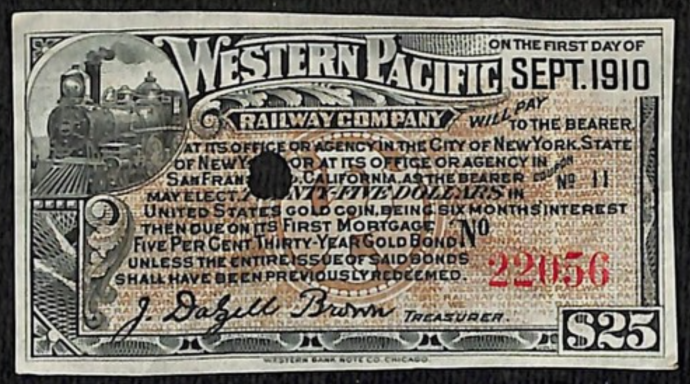 WESTERN PACIFIC
RAILWAY COMPANY
ON THE FIRST DAY OF
SEPT. 1910
WILL PAY
TO THE BEARER,
AT ITS OFFICE OR AGENCY IN THE CITY OF NEW YORK, STATE
OF NEW Y OR AT ITS OFFICE OR AGENCY IN
SAN FRAN , CALIFORNIA, AS THE BEARER
COUPON
No 11
MAY ELECT, TY-FIVE DOLLARS IN
UNITED STATES GOLD COIN, BEING SIX MONTHS INTEREST
THEN DUE ON ITS FIRST MORTGAGE
FIVE PER CENT THIRTY-YEAR GOLD BOND No
UNLESS THE ENTIRE ISSUE OF SAID BONDS
22056
SHALL HAVE BEEN PREVIOUSLY REDEEMED.
J. Dalzell Brown TREASURER.
$25
WESTERN BANK NOTE CO. CHICAGO.